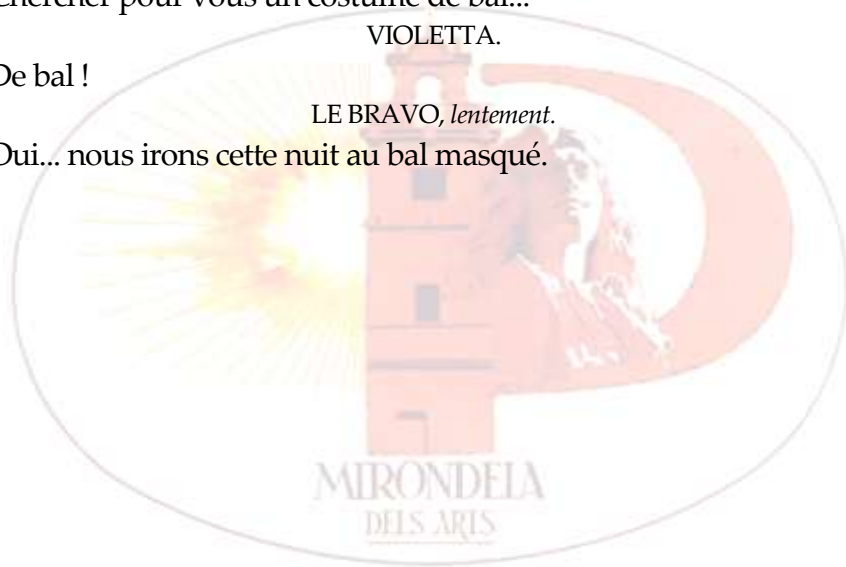 Chercher pour vous un costume de bal...
VIOLETTA.
De bal !
LE BRAVO, lentement.
Oui... nous irons cette nuit au bal masqué.
MIRONDELA
DELS ARTS